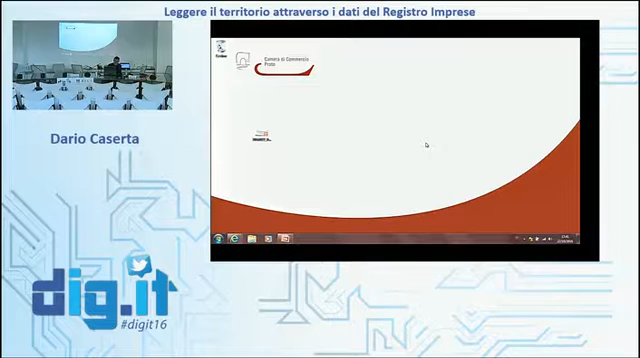 Leggere il territorio attraverso i dati del Registro Imprese
Camera di Commercio
Prato
Dario Caserta
dig.it
#digit16